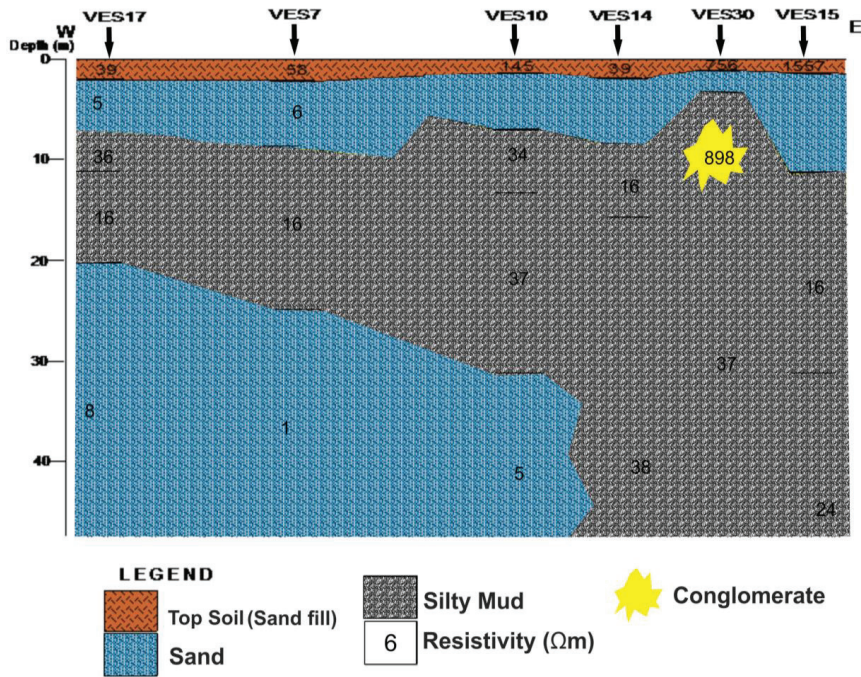 VES17 VES7 VES10 VES14 VES30 VES15
W E
Depth (m)
0
39 58 145 39 756 1557
5 6
10
36 34 898
16 16 16
20
37 16
30
37
8 1
40
38
5
24
LEGEND
Top Soil (Sand fill)
Sand
Silty Mud
6 Resistivity (Ωm)
Conglomerate